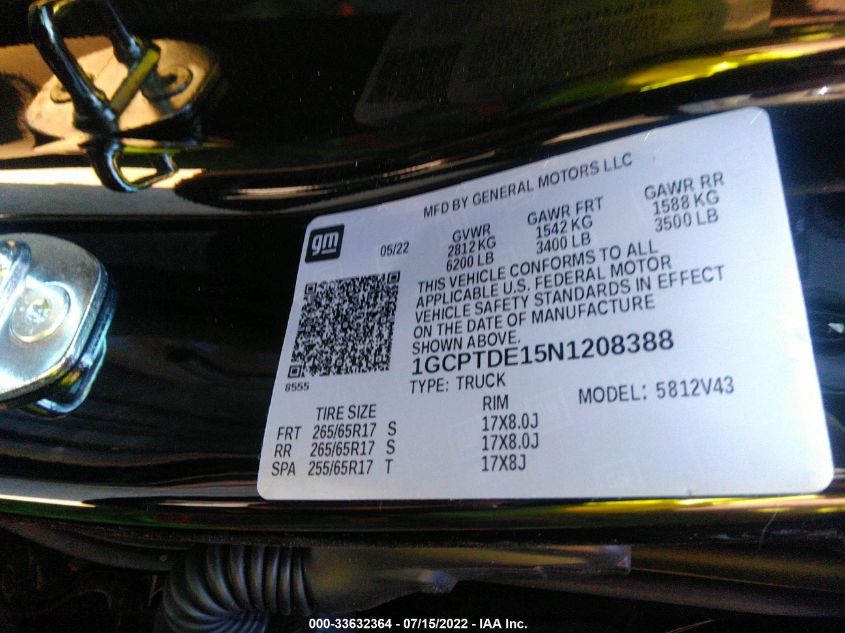 MFD BY GENERAL MOTORS LLC
gm
05/22
GVWR GAWR FRT GAWR RR
2812 KG 1542 KG 1588 KG
6200 LB 3400 LB 3500 LB
THIS VEHICLE CONFORMS TO ALL
APPLICABLE U.S. FEDERAL MOTOR
VEHICLE SAFETY STANDARDS IN EFFECT
ON THE DATE OF MANUFACTURE
SHOWN ABOVE.
1GCPTDE15N1208388
8555
TYPE: TRUCK MODEL: 5812V43
TIRE SIZE RIM
FRT 265/65R17 S 17X8.0J
RR 265/65R17 S 17X8.0J
SPA 255/65R17 T 17X8J
000-33632364 - 07/15/2022 - IAA Inc.